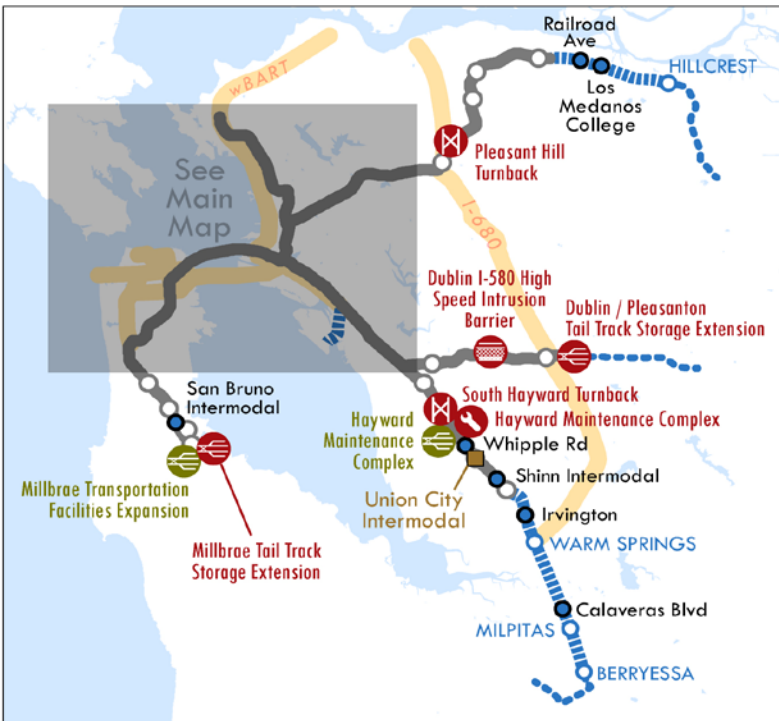 Railroad
Ave
HILLCREST
Los
Medanos
College
wBART
See
Main
Map
Pleasant Hill
Turnback
I-680
Dublin I-580 High
Speed Intrusion
Barrier
Dublin / Pleasanton
Tail Track Storage Extension
San Bruno
Intermodal
South Hayward Turnback
Hayward Maintenance Complex
Hayward
Maintenance
Complex
Whipple Rd
Shinn Intermodal
Union City
Intermodal
Millbrae Transportation
Facilities Expansion
Irvington
Millbrae Tail Track
Storage Extension
WARM SPRINGS
Calaveras Blvd
MILPITAS
BERRYESSA